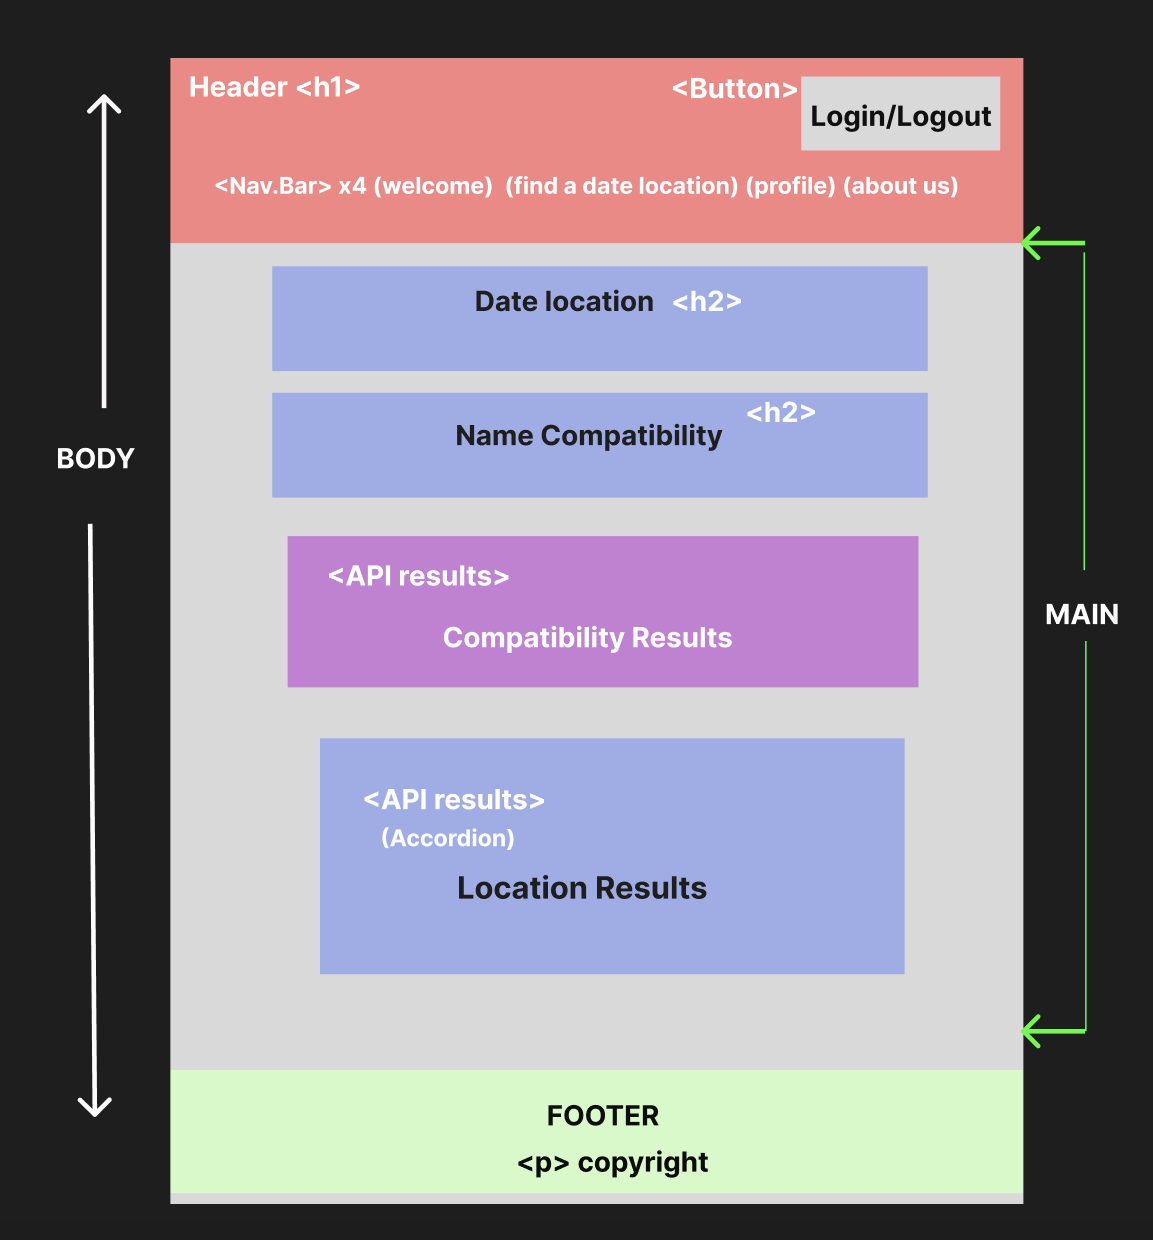 Header <h1>
<Button>
Login/Logout
<Nav.Bar> x4 (welcome)  (find a date location) (profile) (about us)
Date location <h2>
<h2>
Name Compatibility
BODY
<API results>
Compatibility Results
MAIN
<API results>
(Accordion)
Location Results
FOOTER
<p> copyright